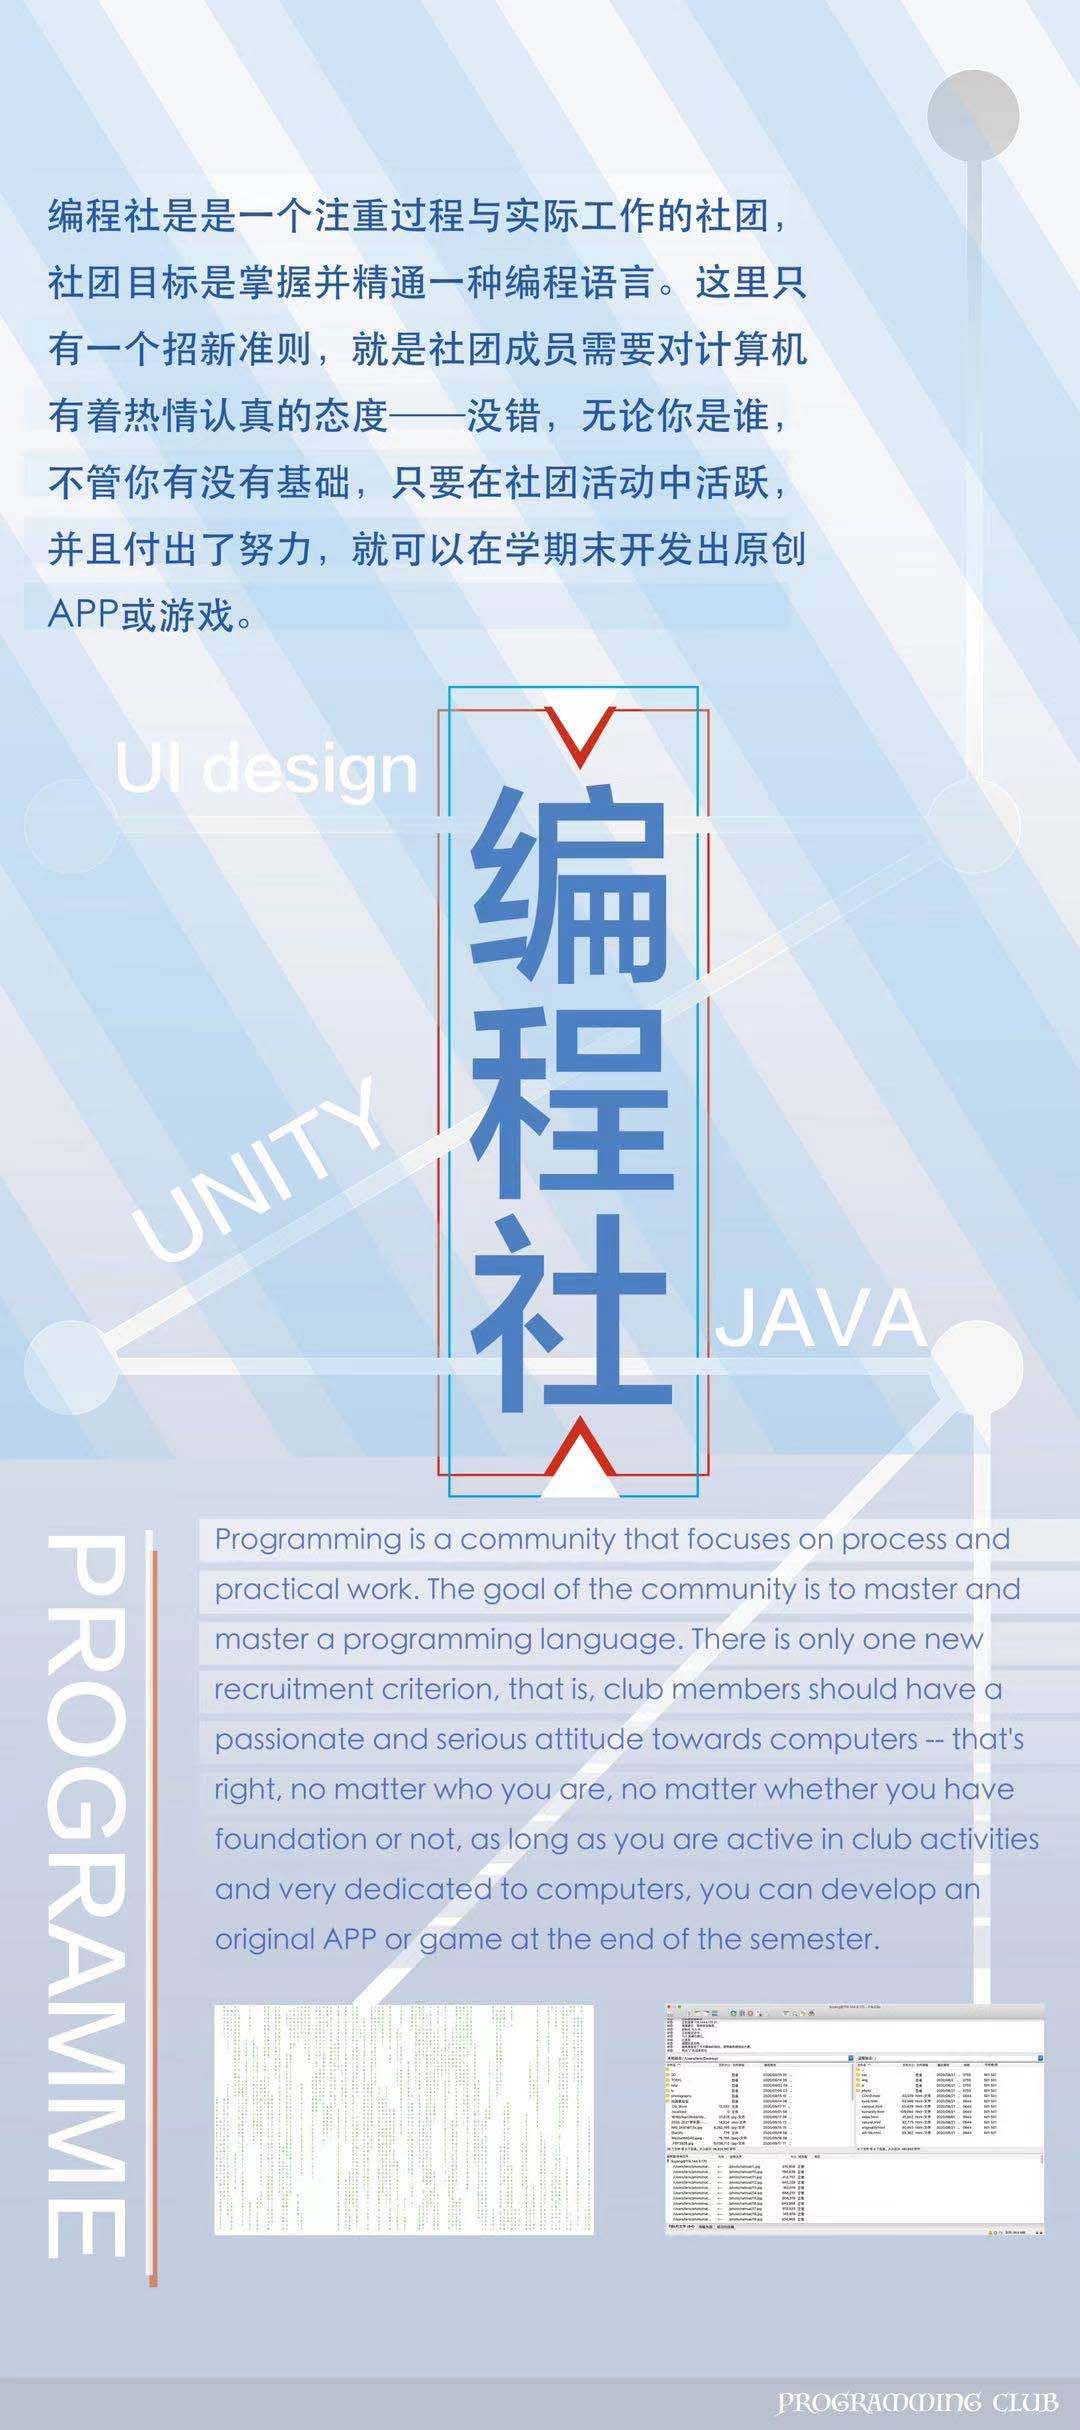 编程社是是一个注重过程与实际工作的社团，
社团目标是掌握并精通一种编程语言。这里只
有一个招新准则，就是社团成员需要对计算机
有着热情认真的态度——没错，无论你是谁，
不管你有没有基础，只要在社团活动中活跃，
并且付出了努力，就可以在学期末开发出原创
APP或游戏。
UI design
编
程
社
UNITY
JAVA
PROGRAMME
Programming is a community that focuses on process and
practical work. The goal of the community is to master and
master a programming language. There is only one new
recruitment criterion, that is, club members should have a
passionate and serious attitude towards computers -- that's
right, no matter who you are, no matter whether you have
foundation or not, as long as you are active in club activities
and very dedicated to computers, you can develop an
original APP or game at the end of the semester.
PROGRAMMING CLUB